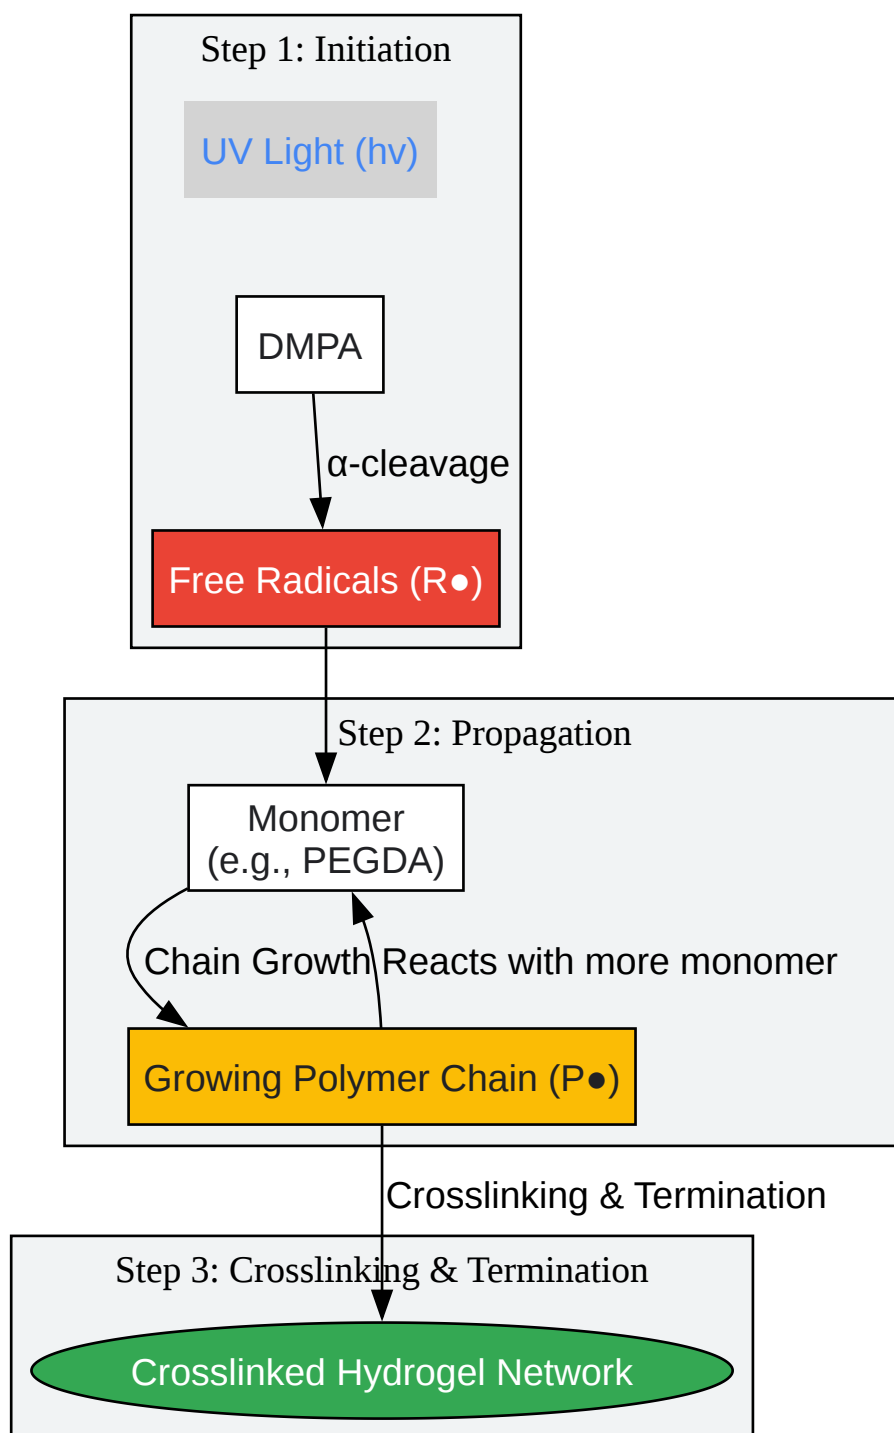 Step 1: Initiation
UV Light (hv)
DMPA
α-cleavage
Free Radicals (R●)
Step 2: Propagation
Monomer
(e.g., PEGDA)
Chain Growth
Reacts with more monomer
Growing Polymer Chain (P●)
Crosslinking & Termination
Step 3: Crosslinking & Termination
Crosslinked Hydrogel Network